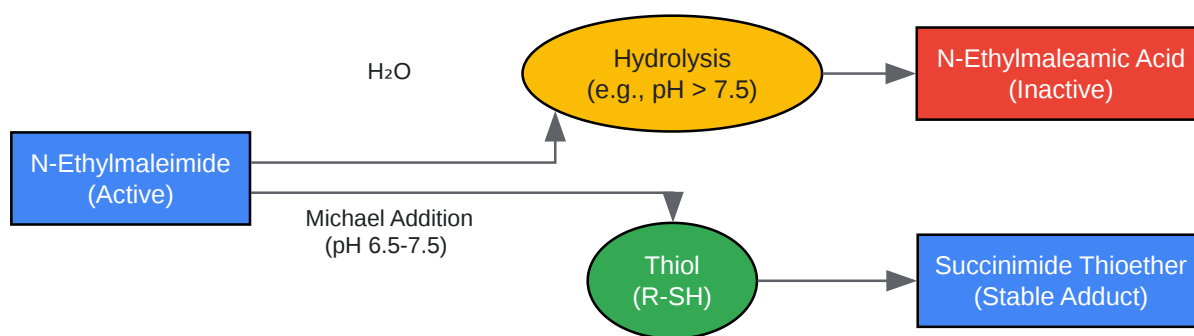 H₂O
Hydrolysis
(e.g., pH > 7.5)
N-Ethylmaleamic Acid
(Inactive)
N-Ethylmaleimide
(Active)
Michael Addition
(pH 6.5-7.5)
Thiol
(R-SH)
Succinimide Thioether
(Stable Adduct)